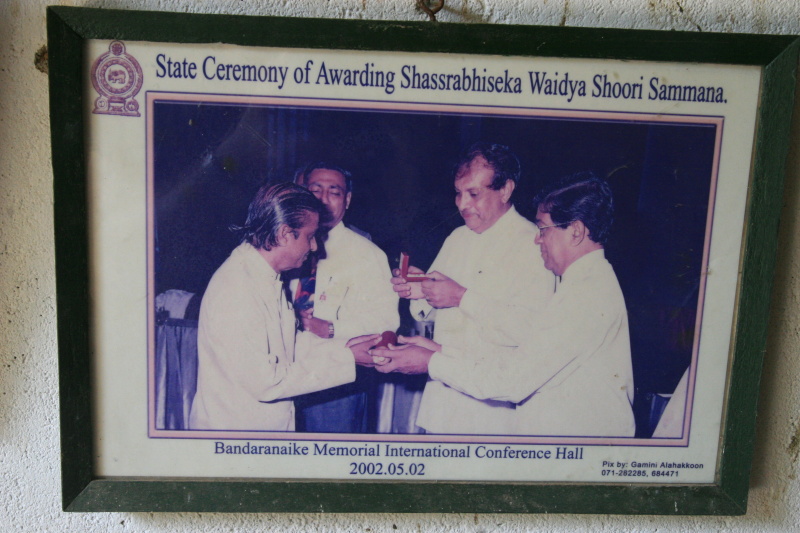 State Ceremony of Awarding Shassrabhiseka Waidya Shoori Sammana.
Bandaranaike Memorial International Conference Hall
2002.05.02
Pix by: Gamini Alahakkoon
071-282285, 684471